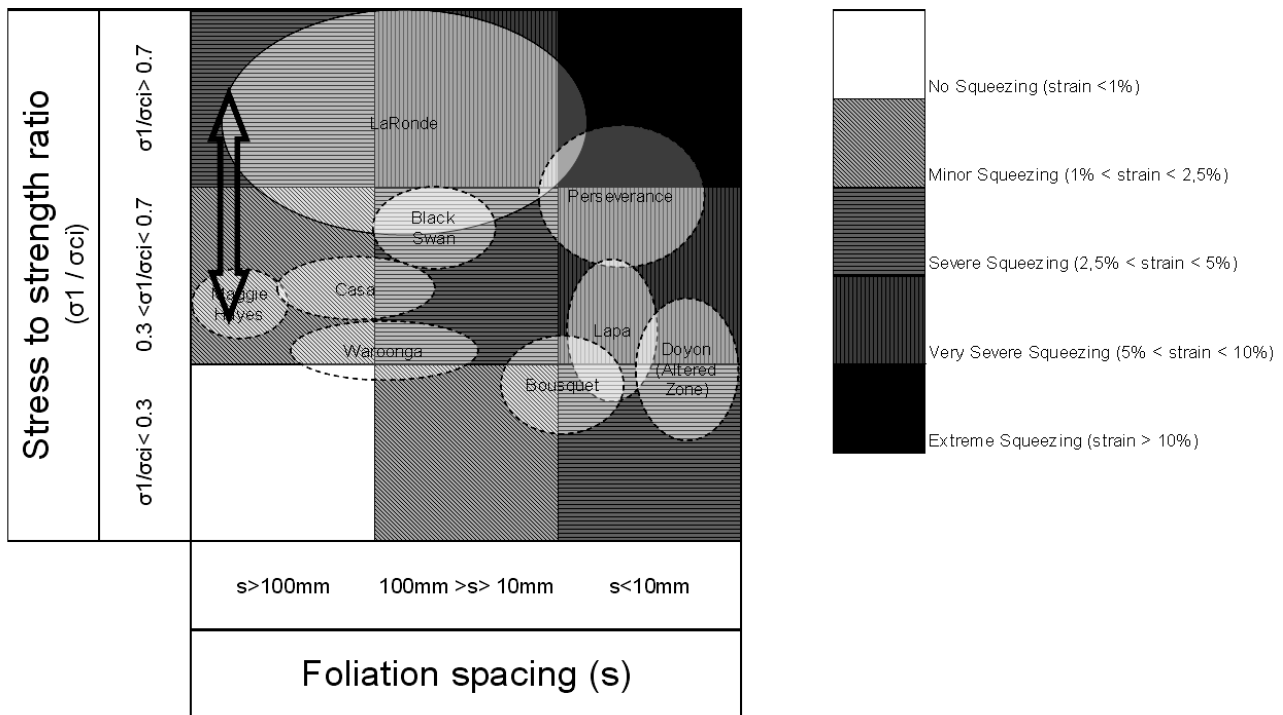 Stress to strength ratio
(σ1 / σci)
σ1/σci> 0.7
0.3 <σ1/σci< 0.7
σ1/σci< 0.3
LaRonde
Perseverance
Black
Swan
Maggie
Hayes
Casa
Waroonga
Lapa
Doyon
(Altered
Zone)
Bousquet
s>100mm
100mm >s> 10mm
s<10mm
Foliation spacing (s)
No Squeezing (strain <1%)
Minor Squeezing (1% < strain < 2,5%)
Severe Squeezing (2,5% < strain < 5%)
Very Severe Squeezing (5% < strain < 10%)
Extreme Squeezing (strain > 10%)